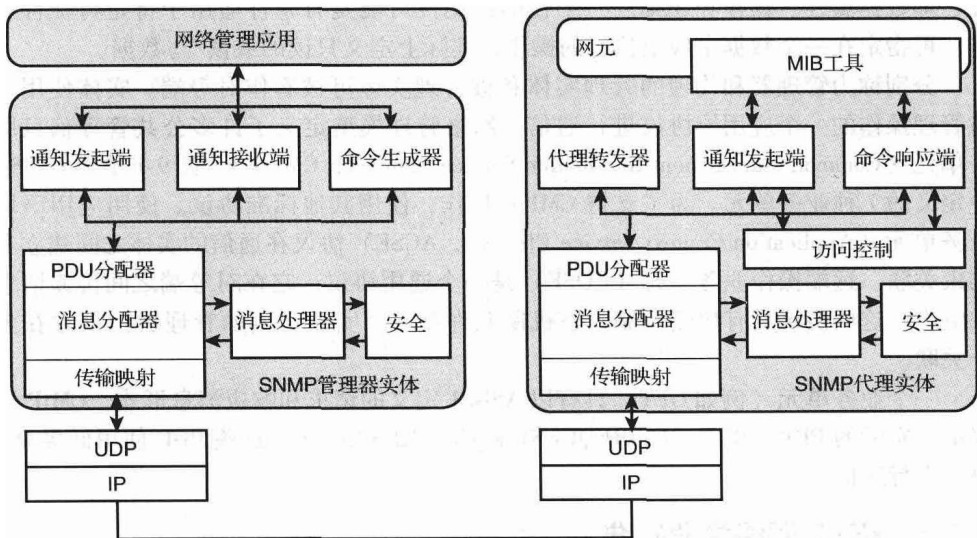 网络管理应用
通知发起端
通知接收端
命令生成器
PDU分配器
消息分配器
消息处理器
安全
传输映射
SNMP管理器实体
UDP
IP
网元
MIB工具
代理转发器
通知发起端
命令响应端
访问控制
PDU分配器
消息分配器
消息处理器
安全
传输映射
SNMP代理实体
UDP
IP